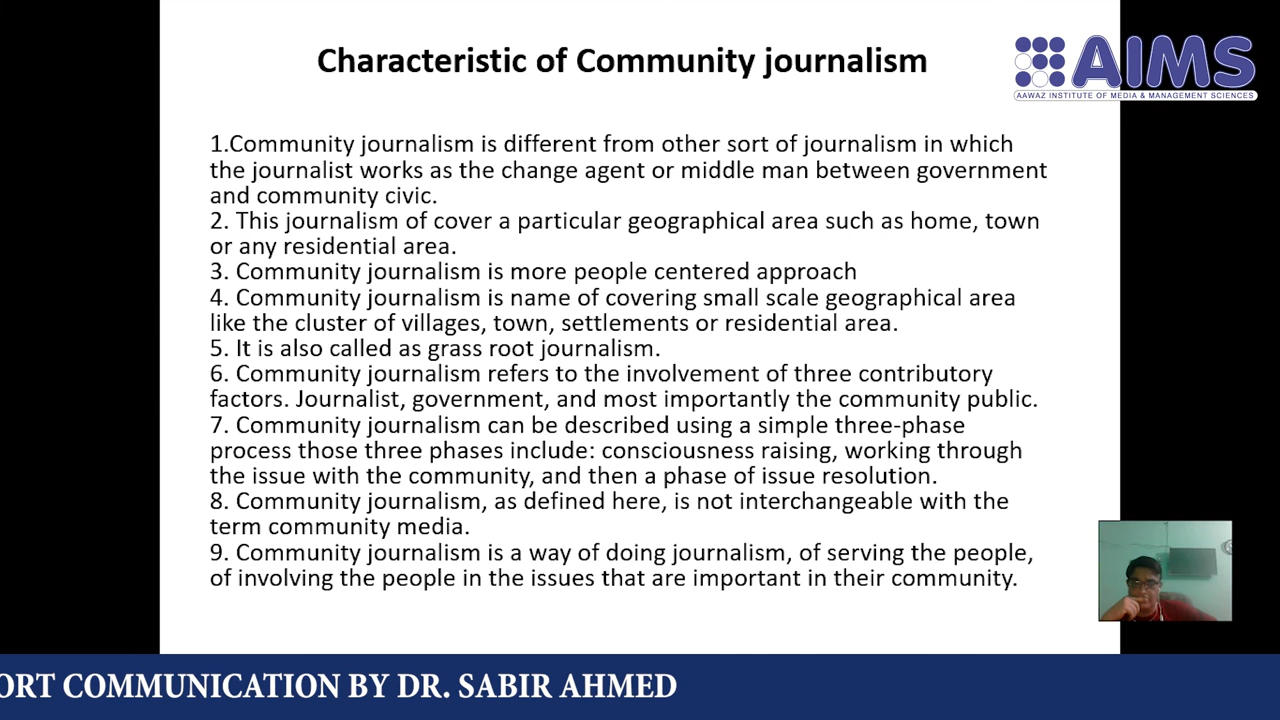 Characteristic of Community journalism
AIMS
AAWAZ INSTITUTE OF MEDIA & MANAGEMENT SCIENCES
1.Community journalism is different from other sort of journalism in which
the journalist works as the change agent or middle man between government
and community civic.
2. This journalism of cover a particular geographical area such as home, town
or any residential area.
3. Community journalism is more people centered approach
4. Community journalism is name of covering small scale geographical area
like the cluster of villages, town, settlements or residential area.
5. It is also called as grass root journalism.
6. Community journalism refers to the involvement of three contributory
factors. Journalist, government, and most importantly the community public.
7. Community journalism can be described using a simple three-phase
process those three phases include: consciousness raising, working through
the issue with the community, and then a phase of issue resolution.
8. Community journalism, as defined here, is not interchangeable with the
term community media.
9. Community journalism is a way of doing journalism, of serving the people,
of involving the people in the issues that are important in their community.
ORT COMMUNICATION BY DR. SABIR AHMED